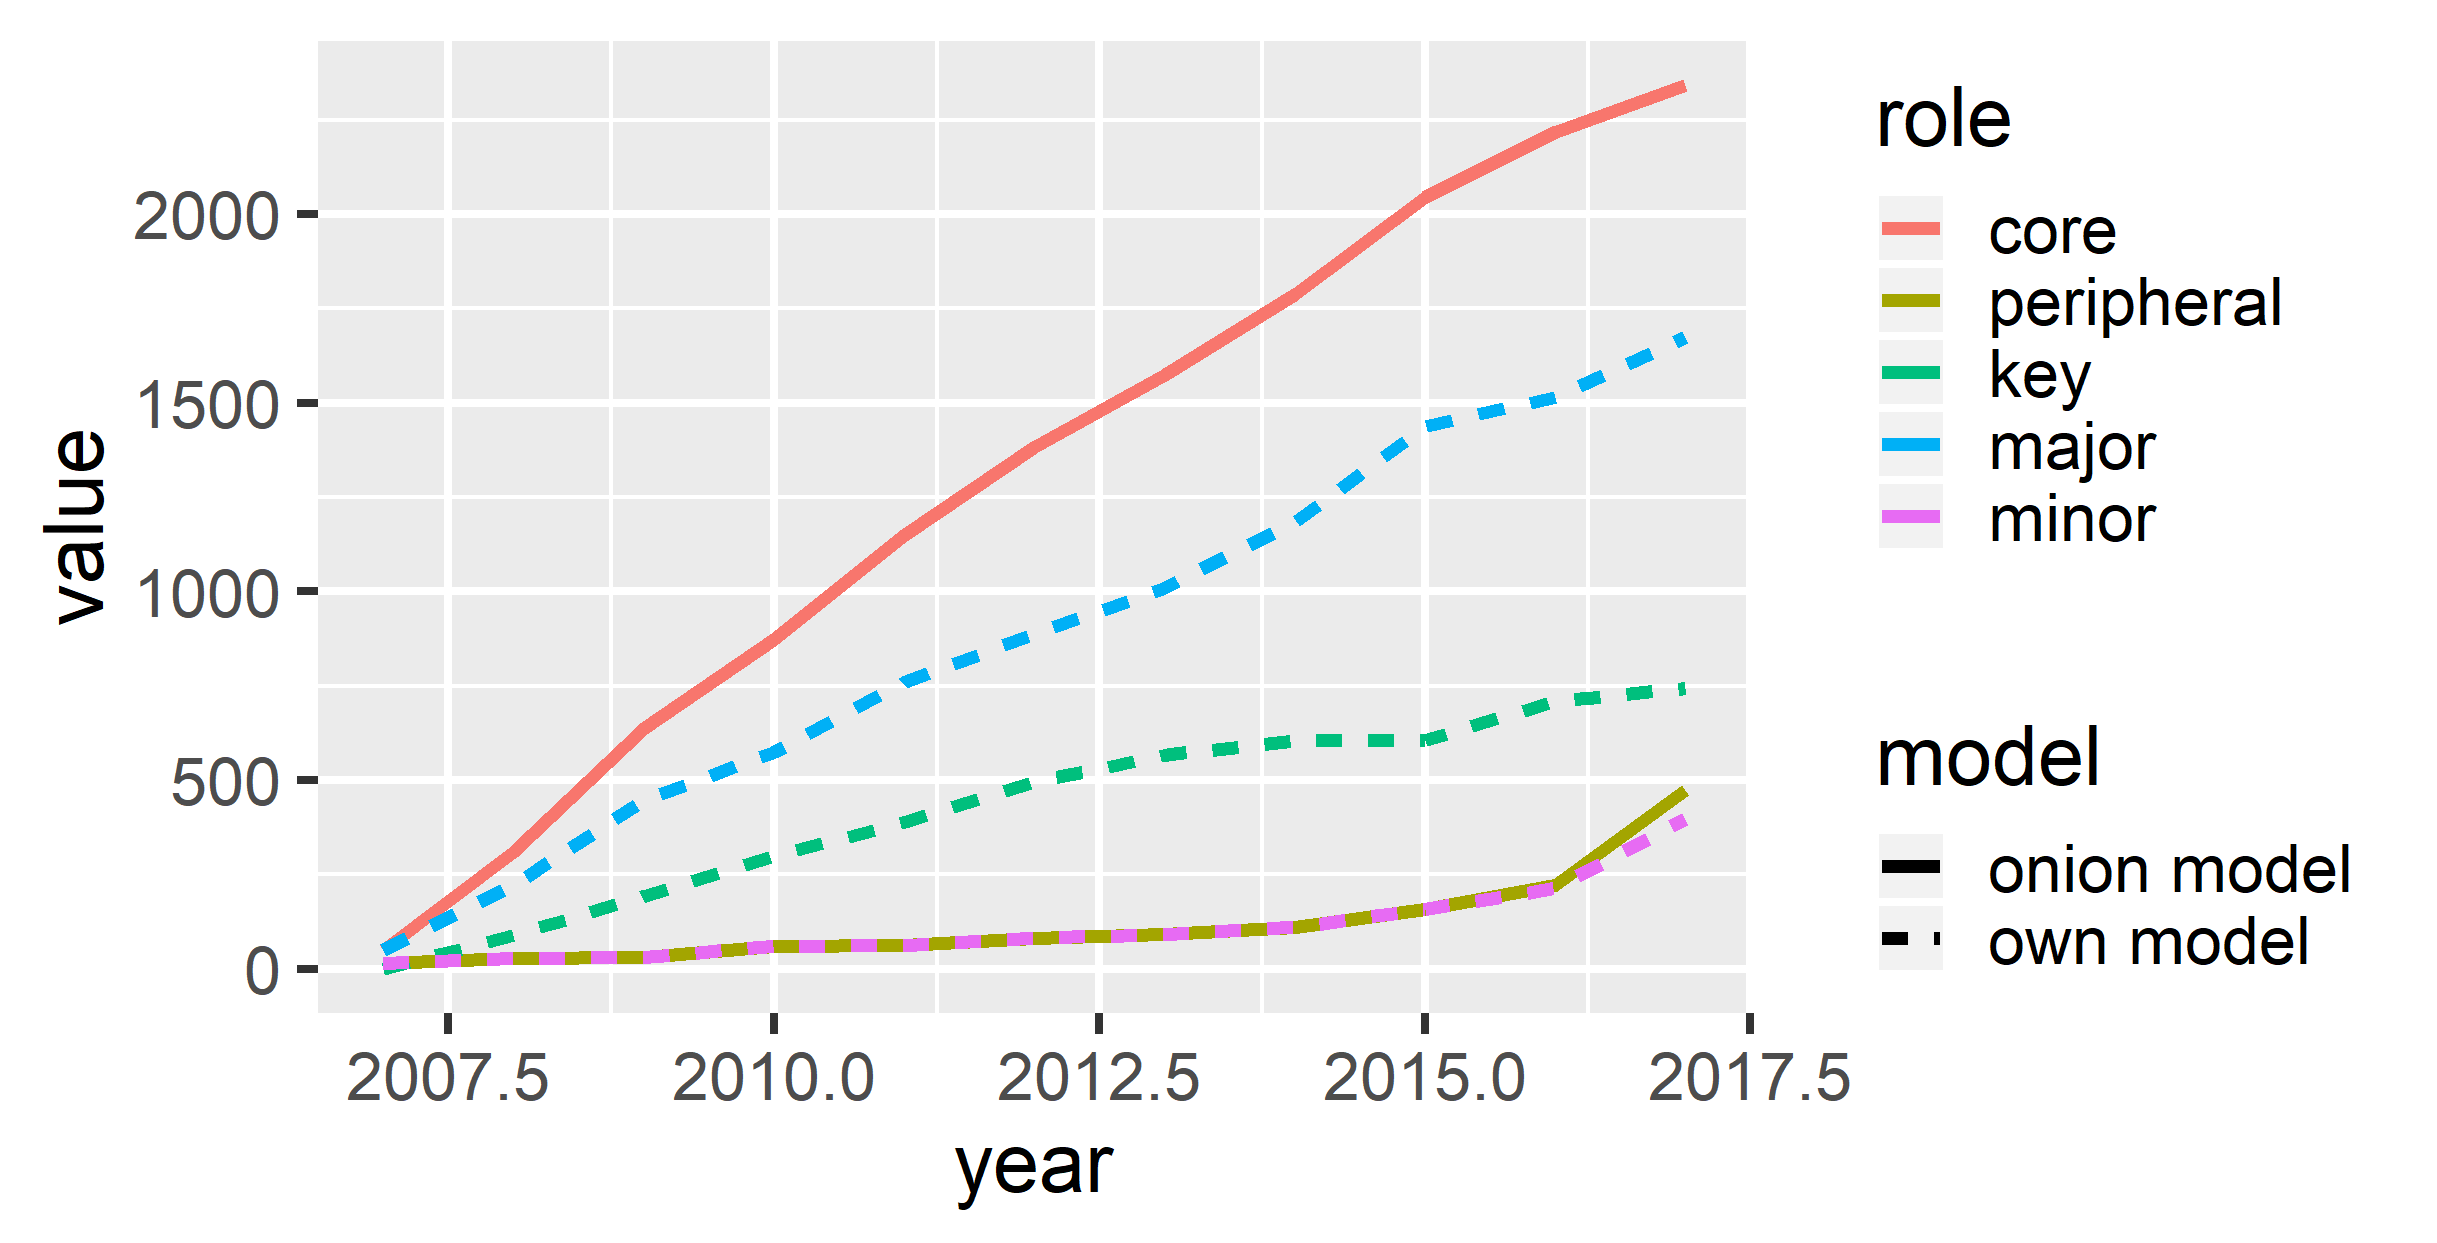 value
2000
1500
1000
500
0
2007.5 2010.0 2012.5 2015.0 2017.5
year
role
core
peripheral
key
major
minor
model
onion model
own model